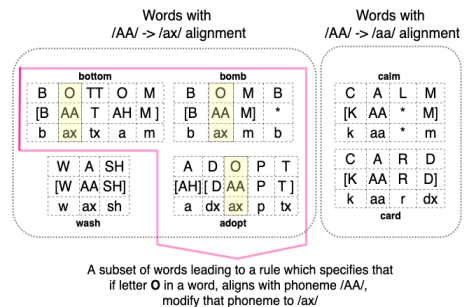 Words with
/AA/ -> /ax/ alignment
Words with
/AA/ -> /aa/ alignment
bottom
B O TT O M
[B AA T AH M ]
b ax tx a m
bomb
B O M B
[B AA M] *
b ax m b
calm
C A L M
[K AA * M]
k aa * m
W A SH
[W AA SH]
w ax sh
wash
A D O P T
[AH] [ D AA P T ]
a dx ax p tx
adopt
C A R D
[K AA R D]
k aa r dx
card
A subset of words leading to a rule which specifies that
if letter O in a word, aligns with phoneme /AA/,
modify that phoneme to /ax/